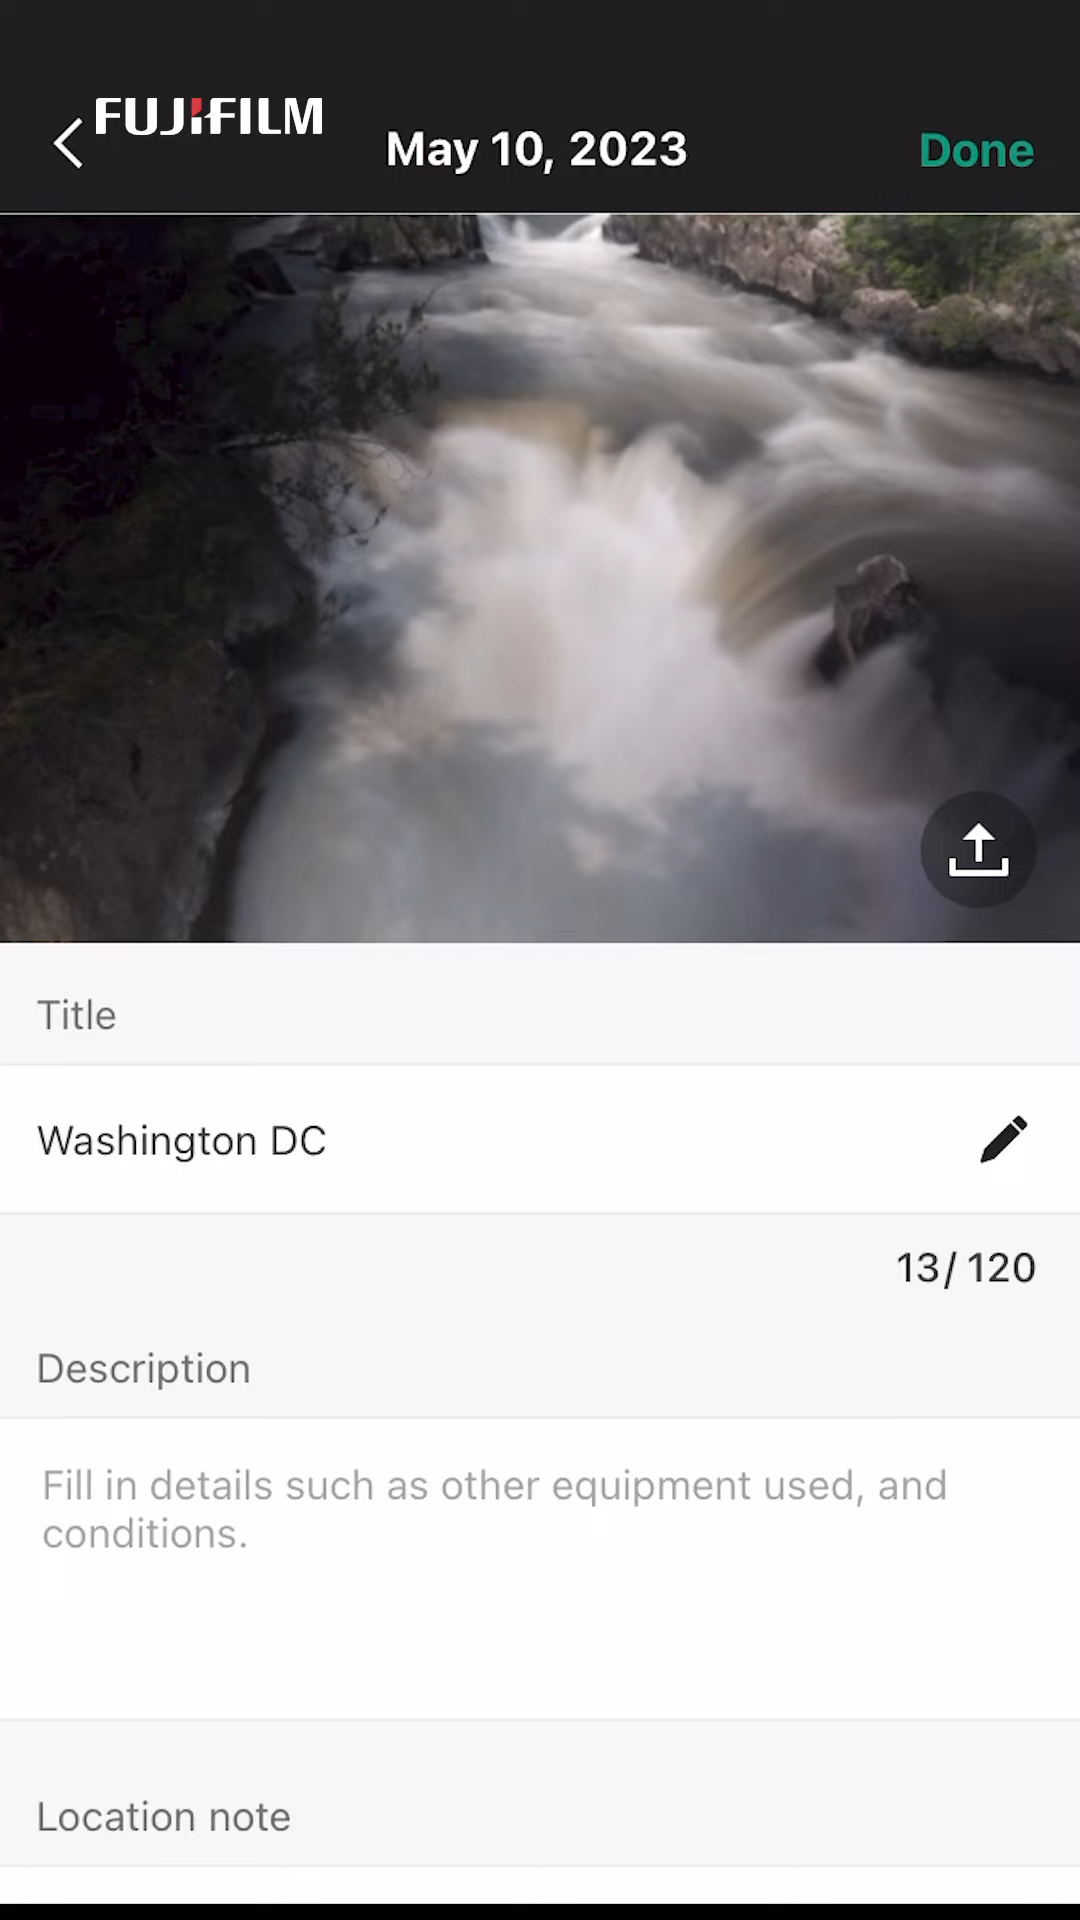 FUJIFILM
May 10, 2023
Done
Title
Washington DC
13/ 120
Description
Fill in details such as other equipment used, and
conditions.
Location note